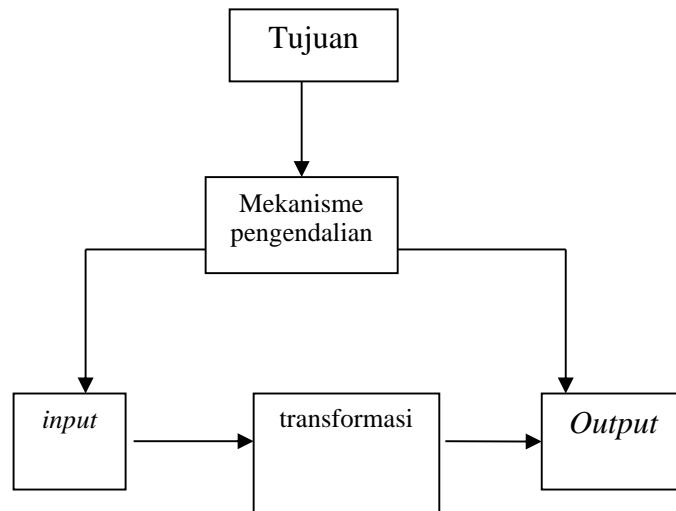 Tujuan
Mekanisme
pengendalian
input
transformasi
Output